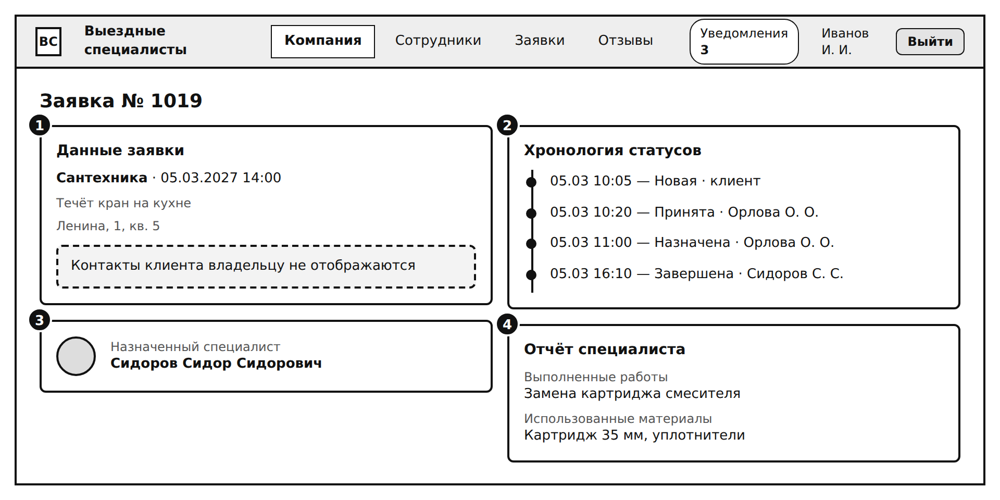 ВС
Выездные
специалисты
Компания
Сотрудники
Заявки
Отзывы
Уведомления
3
Иванов
И. И.
Выйти
Заявка № 1019
1
Данные заявки
Сантехника · 05.03.2027 14:00
Течёт кран на кухне
Ленина, 1, кв. 5
Контакты клиента владельцу не отображаются
2
Хронология статусов
05.03 10:05 — Новая · клиент
05.03 10:20 — Принята · Орлова О. О.
05.03 11:00 — Назначена · Орлова О. О.
05.03 16:10 — Завершена · Сидоров С. С.
3
Назначенный специалист
Сидоров Сидор Сидорович
4
Отчёт специалиста
Выполненные работы
Замена картриджа смесителя
Использованные материалы
Картридж 35 мм, уплотнители